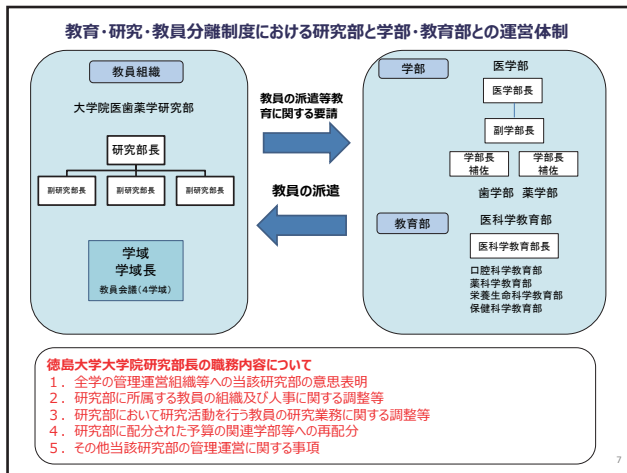 教育・研究・教員分離制度における研究部と学部・教育部との運営体制
教員組織
大学院医歯薬学研究部
研究部長
副研究部長
副研究部長
副研究部長
学域
学域長
教員会議(4学域)
教員の派遣等教
育に関する要請
教員の派遣
学部
医学部
医学部長
副学部長
学部長
補佐
学部長
補佐
歯学部 薬学部
教育部
医科学教育部
医科学教育部長
口腔科学教育部
薬科学教育部
栄養生命科学教育部
保健科学教育部
徳島大学大学院研究部長の職務内容について
1.全学の管理運営組織等への当該研究部の意思表明
2.研究部に所属する教員の組織及び人事に関する調整等
3.研究部において研究活動を行う教員の研究業務に関する調整等
4.研究部に配分された予算の関連学部等への再配分
5.その他当該研究部の管理運営に関する事項
7